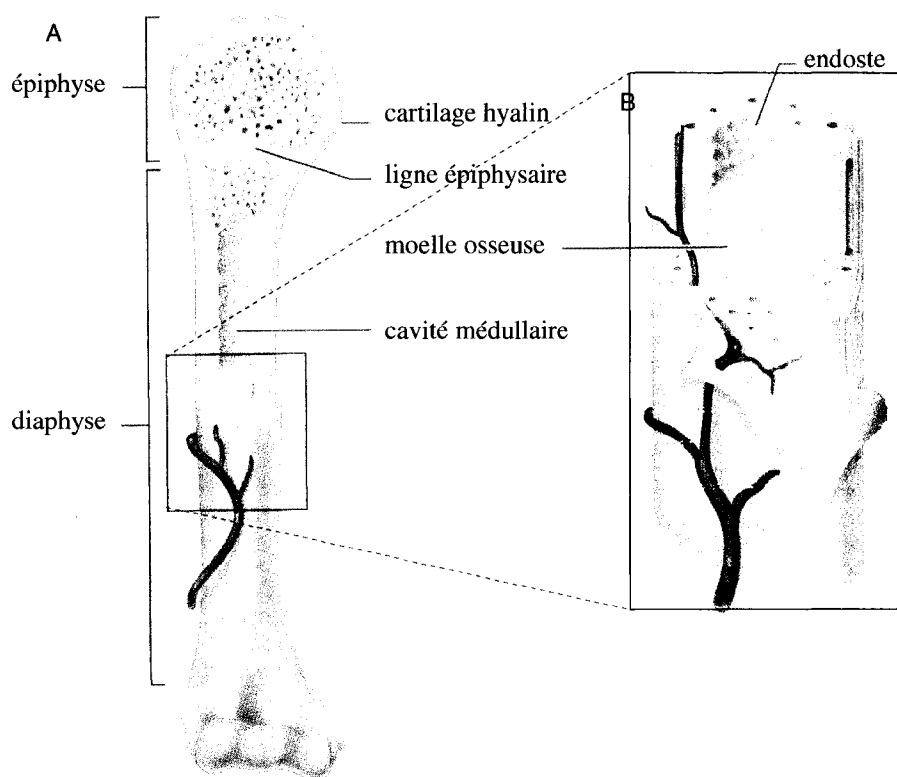 A
épiphyse
cartilage hyalin
ligne épiphysaire
moelle osseuse
cavité médullaire
diaphyse
endoste
B